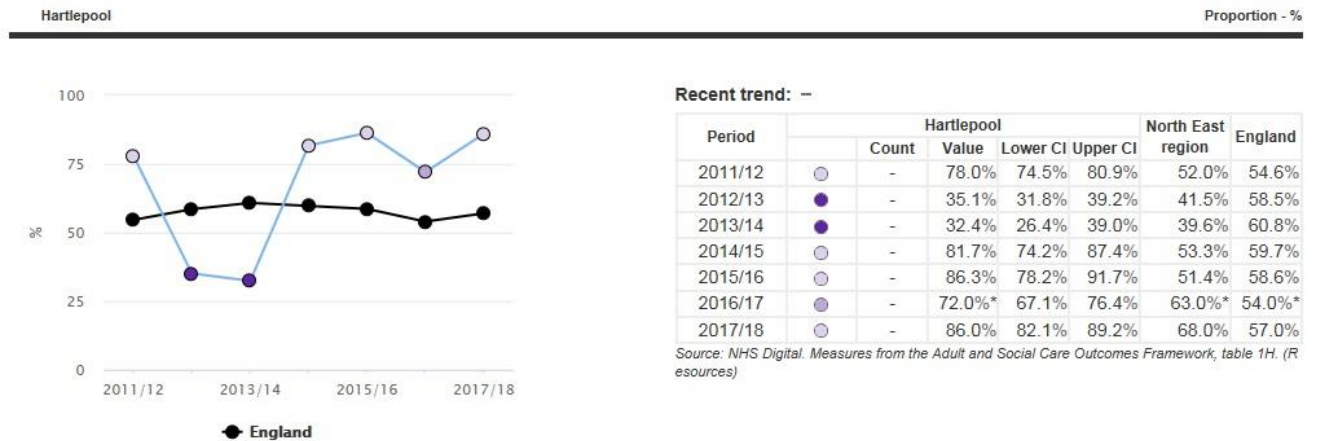 Hartlepool Proportion - %
100
75
50
25
0
%
2011/12 2013/14 2015/16 2017/18
England
Recent trend: –
Period Hartlepool North East region England
Count Value Lower CI Upper CI
2011/12 - 78.0% 74.5% 80.9% 52.0% 54.6%
2012/13 - 35.1% 31.8% 39.2% 41.5% 58.5%
2013/14 - 32.4% 26.4% 39.0% 39.6% 60.8%
2014/15 - 81.7% 74.2% 87.4% 53.3% 59.7%
2015/16 - 86.3% 78.2% 91.7% 51.4% 58.6%
2016/17 - 72.0%* 67.1% 76.4% 63.0%* 54.0%*
2017/18 - 86.0% 82.1% 89.2% 68.0% 57.0%
Source: NHS Digital. Measures from the Adult and Social Care Outcomes Framework, table 1H. (R
esources)